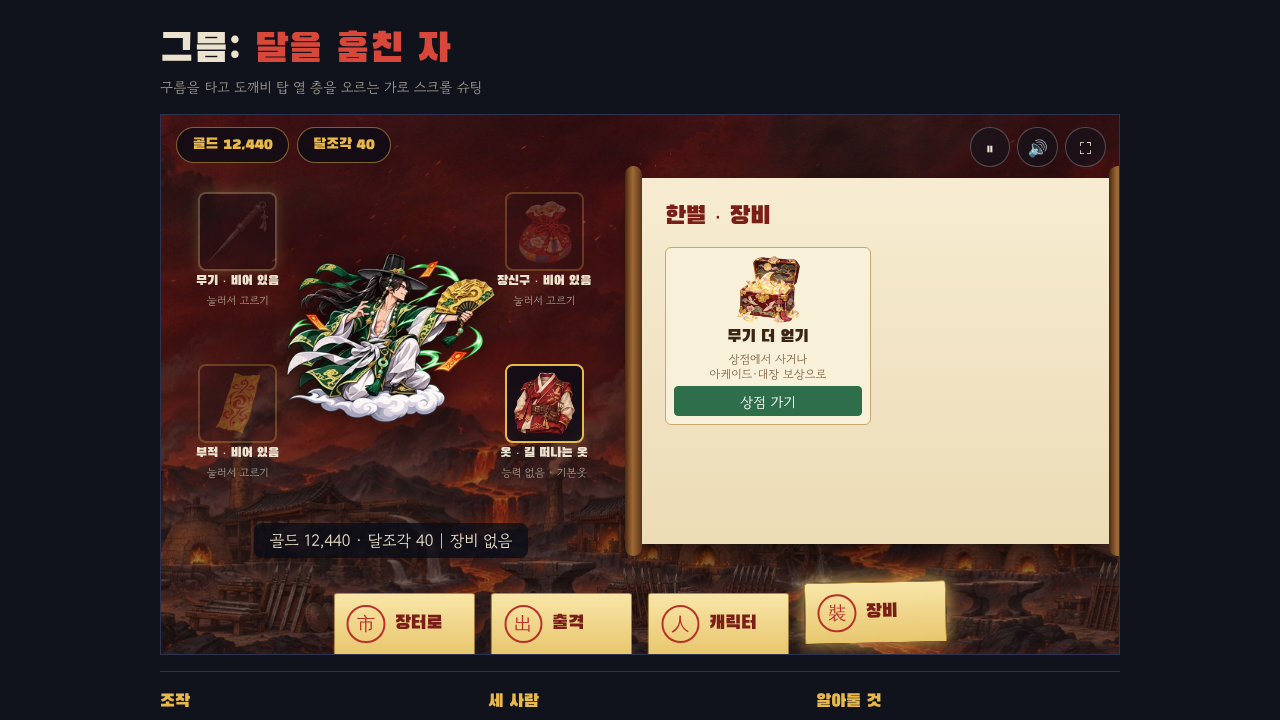 그믐: 달을 훔친 자
구름을 타고 도깨비 탑 열 층을 오르는 가로 스크롤 슈팅
골드 12,440
달조각 40
무기 · 비어 있음
눌러서 고르기
장신구 · 비어 있음
눌러서 고르기
부적 · 비어 있음
눌러서 고르기
옷 · 길 떠나는 옷
능력 없음 - 기본옷
골드 12,440 · 달조각 40 | 장비 없음
한별 · 장비
무기 더 얻기
상점에서 사거나
아케이드·대장 보상으로
상점 가기
市 장터로
出 출격
人 캐릭터
裝 장비
조작
세 사람
알아둘 것